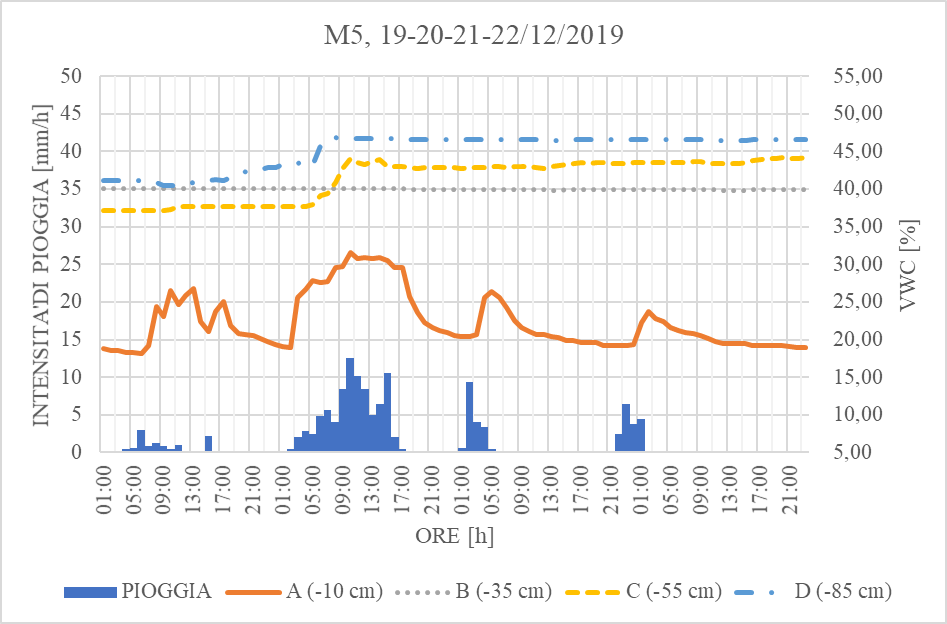 M5, 19-20-21-22/12/2019
50 55,00
45 50,00
40 45,00
35 40,00
30 35,00
25 30,00
20 25,00
15 20,00
10 15,00
5 10,00
0 5,00
INTENSITA'DI PIOGGIA [mm/h]
VWC [%]
01:00 05:00 09:00 13:00 17:00 21:00 01:00 05:00 09:00 13:00 17:00 21:00 01:00 05:00 09:00 13:00 17:00 21:00 01:00 05:00 09:00 13:00 17:00 21:00
ORE [h]
PIOGGIA A (-10 cm) B (-35 cm) C (-55 cm) D (-85 cm)